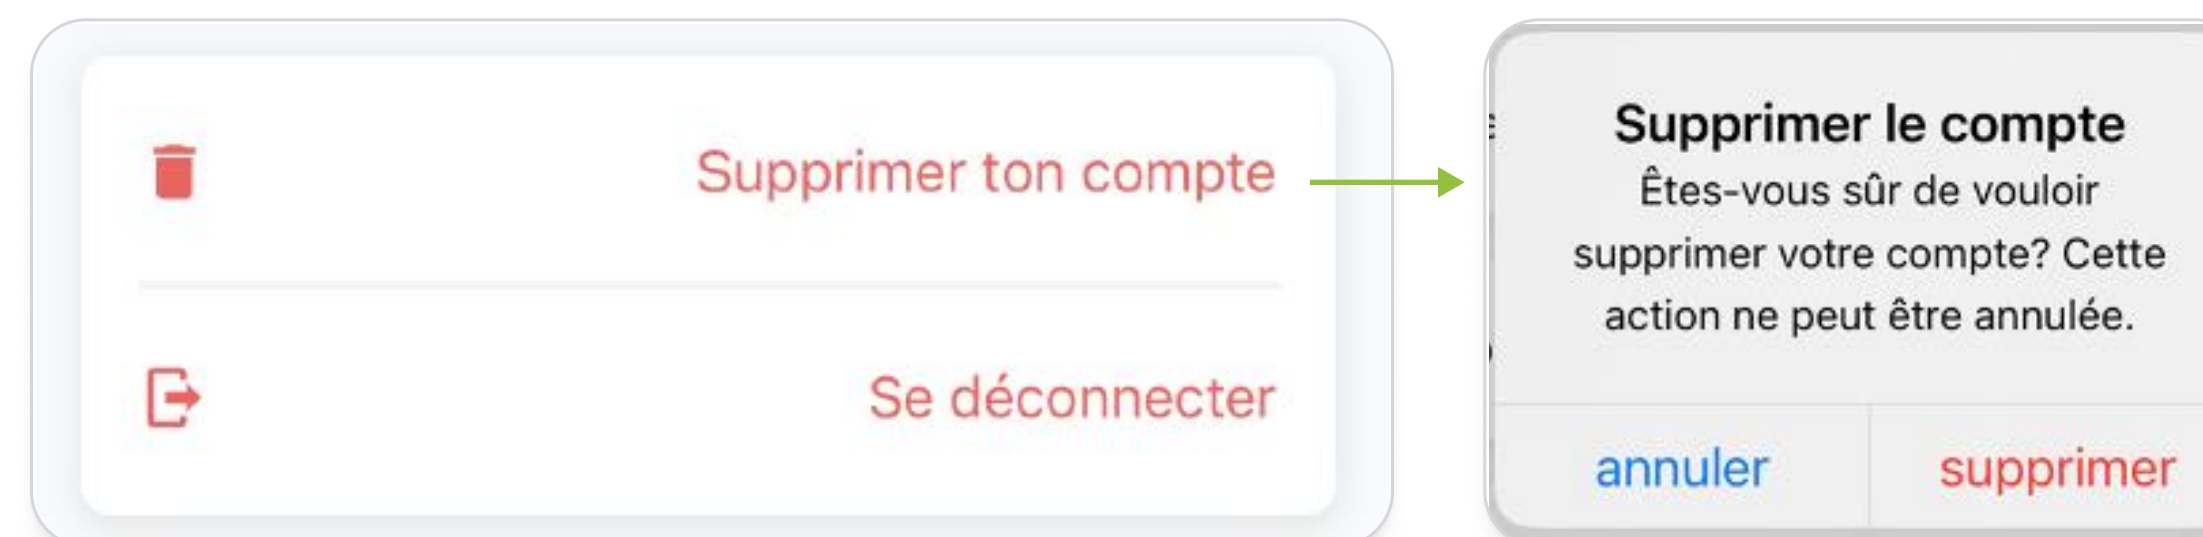 Supprimer ton compte
Se déconnecter
Supprimer le compte
Êtes-vous sûr de vouloir
supprimer votre compte? Cette
action ne peut être annulée.
annuler
supprimer